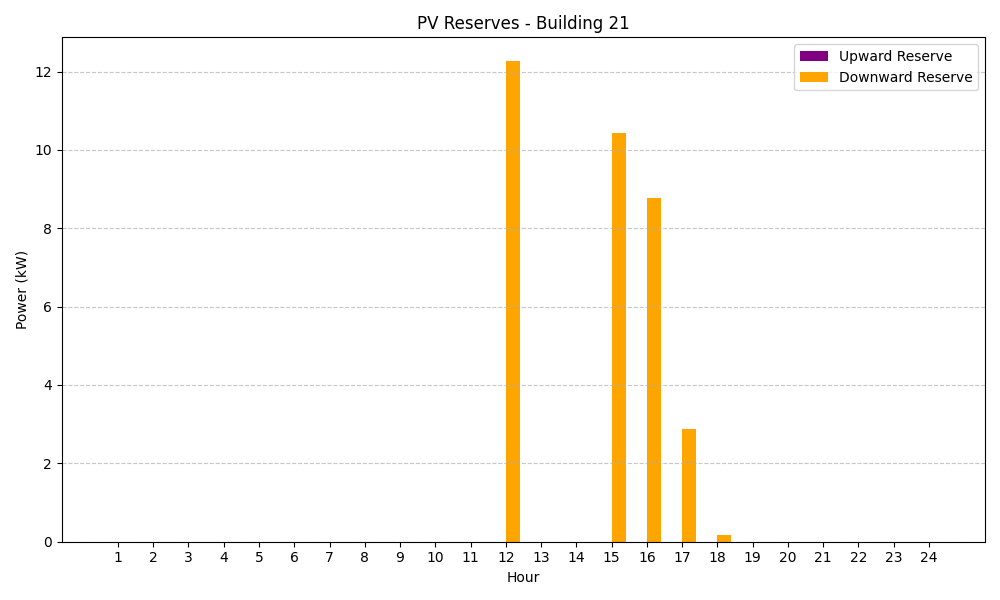 PV Reserves - Building 21
Upward Reserve
Downward Reserve
Power (kW)
12
10
8
6
4
2
0
1 2 3 4 5 6 7 8 9 10 11 12 13 14 15 16 17 18 19 20 21 22 23 24
Hour